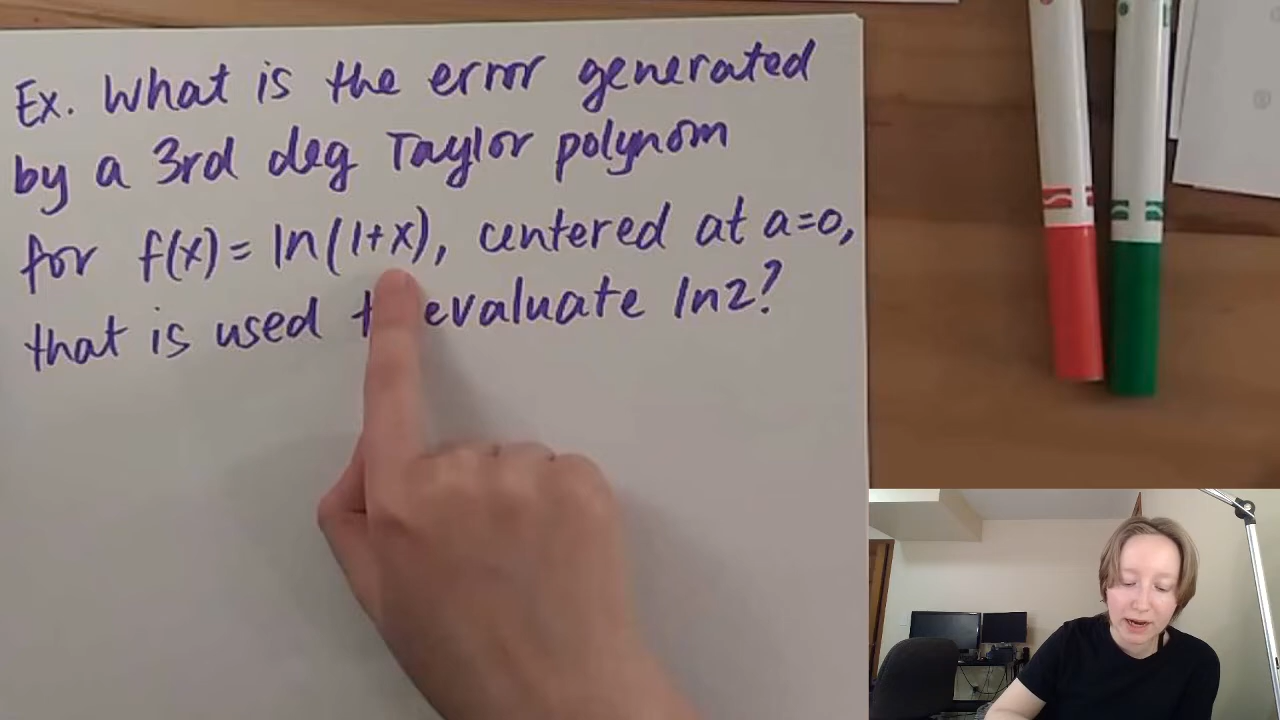 Ex. What is the error generated
by a 3rd deg Taylor polynom
for f(x) = ln(1+x), centered at a=0,
that is used evaluate ln2?